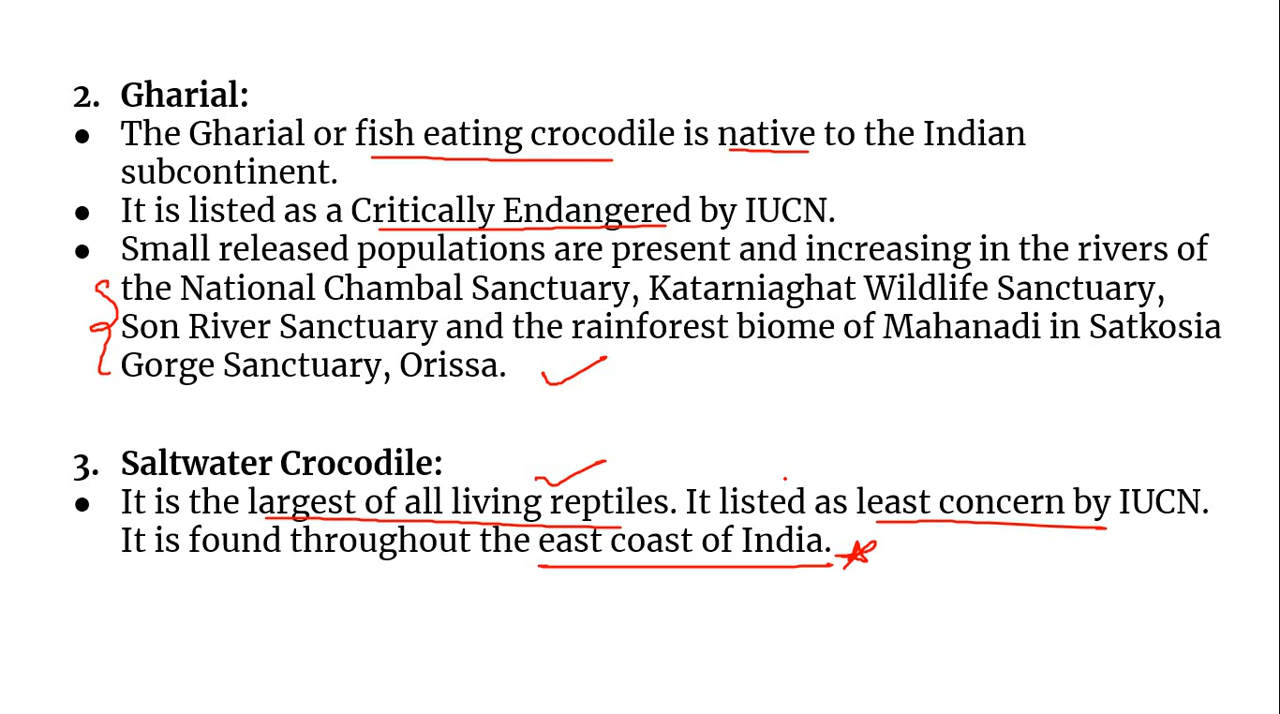 2. Gharial:
● The Gharial or fish eating crocodile is native to the Indian
subcontinent.
● It is listed as a Critically Endangered by IUCN.
● Small released populations are present and increasing in the rivers of
the National Chambal Sanctuary, Katarniaghat Wildlife Sanctuary,
Son River Sanctuary and the rainforest biome of Mahanadi in Satkosia
Gorge Sanctuary, Orissa.
3. Saltwater Crocodile:
● It is the largest of all living reptiles. It listed as least concern by IUCN.
It is found throughout the east coast of India.